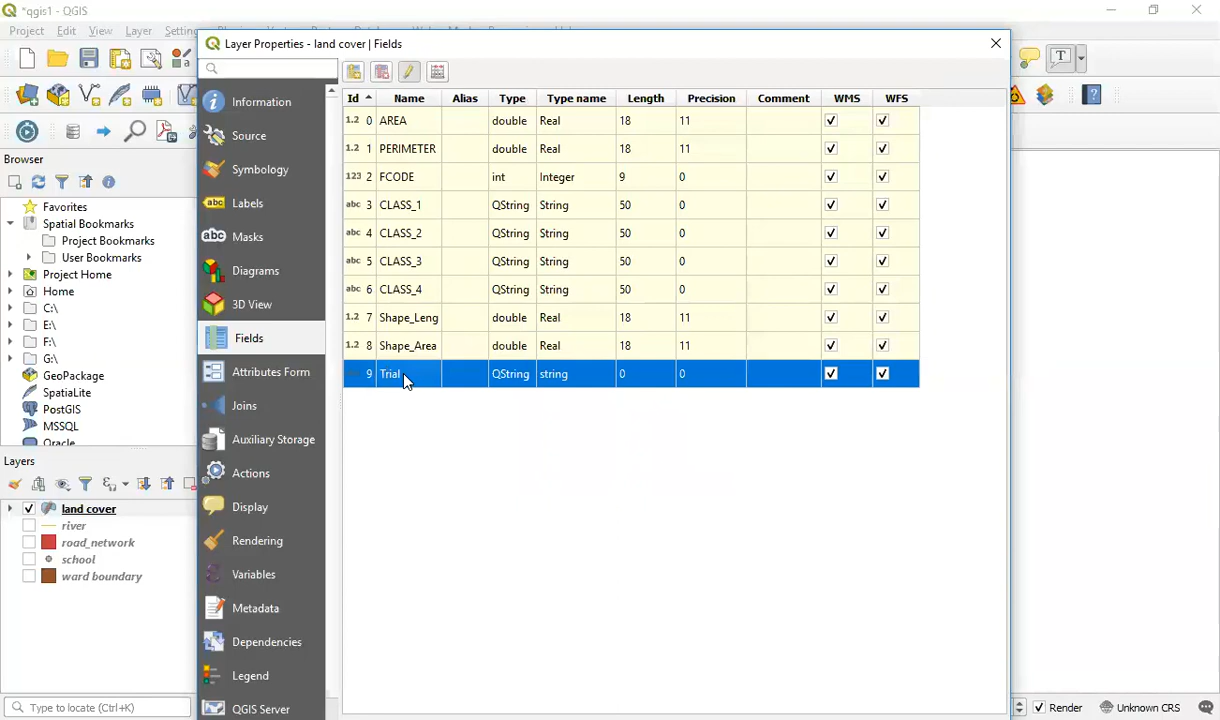 *qgis1 - QGIS
Project Edit View Layer
Layer Properties - land cover | Fields
Id Name Alias Type Type name Length Precision Comment WMS WFS
1.2 0 AREA double Real 18 11
1.2 1 PERIMETER double Real 18 11
123 2 FCODE int Integer 9 0
abc 3 CLASS_1 QString String 50 0
abc 4 CLASS_2 QString String 50 0
abc 5 CLASS_3 QString String 50 0
abc 6 CLASS_4 QString String 50 0
1.2 7 Shape_Leng double Real 18 11
1.2 8 Shape_Area double Real 18 11
9 Trial QString string 0 0
Information
Source
Symbology
abc Labels
abc Masks
Diagrams
3D View
Fields
Attributes Form
Joins
Auxiliary Storage
Actions
Display
Rendering
Variables
Metadata
Dependencies
Legend
QGIS Server
Browser
Favorites
Spatial Bookmarks
Project Bookmarks
User Bookmarks
Project Home
Home
C:\
E:\
F:\
G:\
GeoPackage
SpatiaLite
PostGIS
MSSQL
Oracle
Layers
land cover
river
road_network
school
ward boundary
Type to locate (Ctrl+K)
Render Unknown CRS